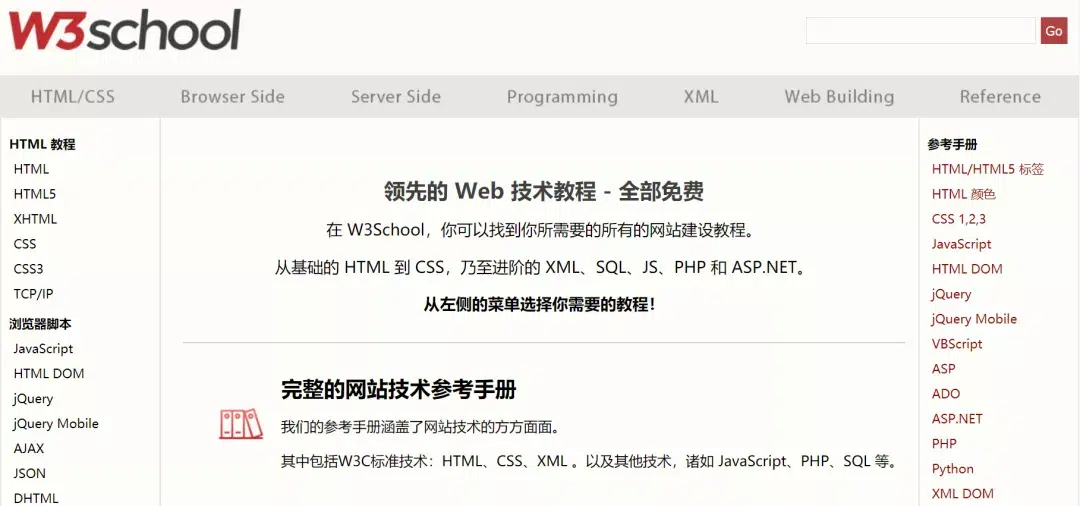 W3school
Go
HTML/CSS
Browser Side
Server Side
Programming
XML
Web Building
Reference
HTML 教程
HTML
HTML5
XHTML
CSS
CSS3
TCP/IP
浏览器脚本
JavaScript
HTML DOM
jQuery
jQuery Mobile
AJAX
JSON
DHTML
领先的 Web 技术教程 - 全部免费
在 W3School，你可以找到你所需要的所有的网站建设教程。
从基础的 HTML 到 CSS，乃至进阶的 XML、SQL、JS、PHP 和 ASP.NET。
从左侧的菜单选择你需要的教程！
完整的网站技术参考手册
我们的参考手册涵盖了网站技术的方方面面。
其中包括W3C标准技术：HTML、CSS、XML 。以及其他技术，诸如 JavaScript、PHP、SQL 等。
参考手册
HTML/HTML5 标签
HTML 颜色
CSS 1,2,3
JavaScript
HTML DOM
jQuery
jQuery Mobile
VBScript
ASP
ADO
ASP.NET
PHP
Python
XML DOM